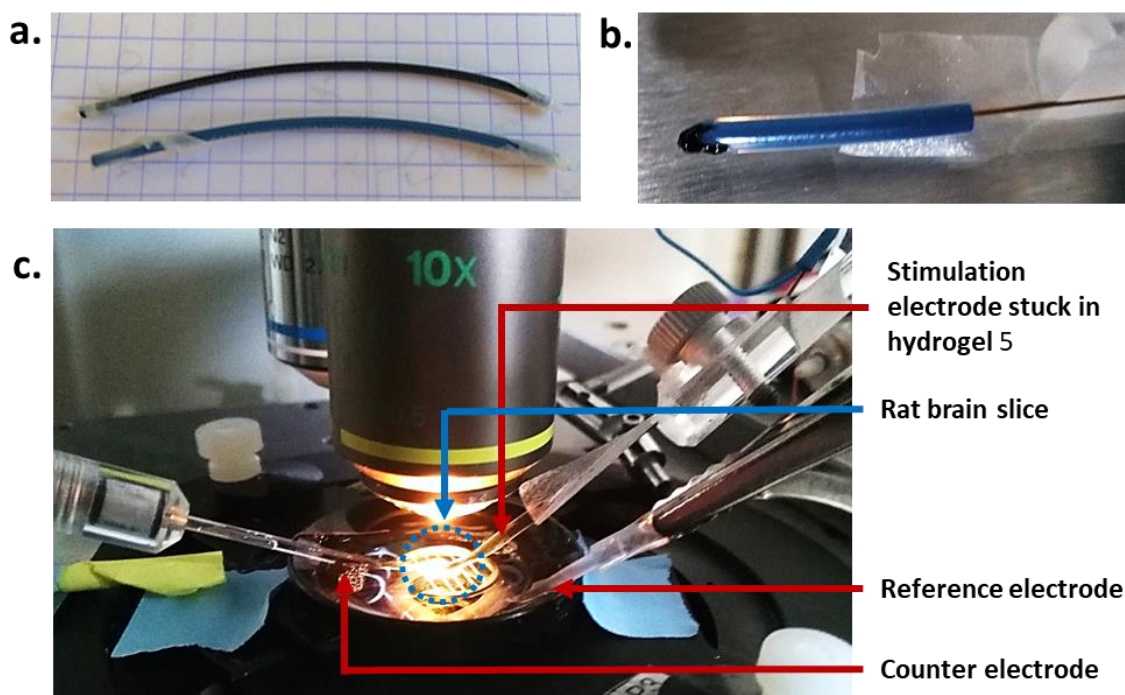 a.
b.
c.
10x
Stimulation
electrode stuck in
hydrogel 5
Rat brain slice
Reference electrode
Counter electrode